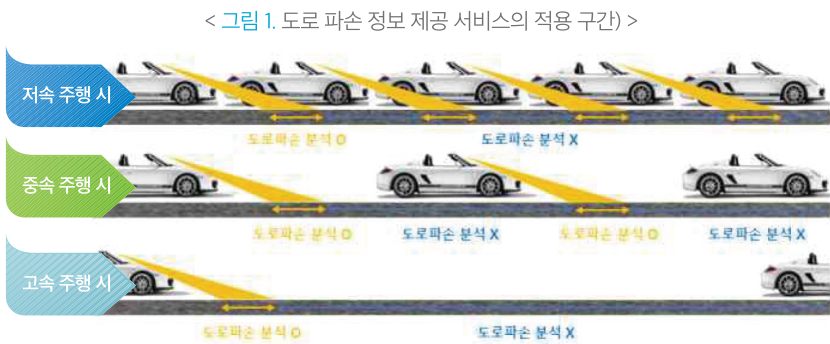 < 그림 1. 도로 파손 정보 제공 서비스의 적용 구간) >
저속 주행 시
도로파손 분석 O 도로파손 분석 X
중속 주행 시
도로파손 분석 O 도로파손 분석 X 도로파손 분석 O 도로파손 분석 X
고속 주행 시
도로파손 분석 O 도로파손 분석 X